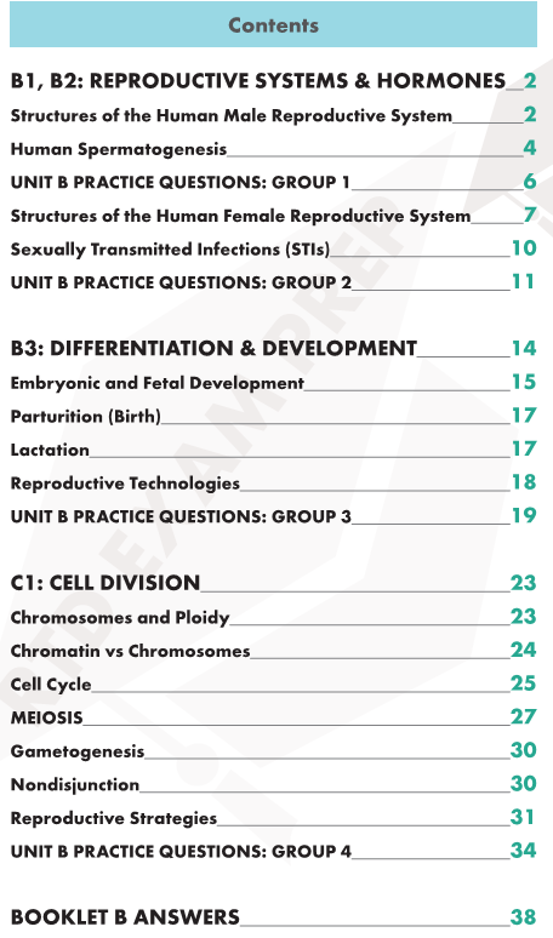 Contents
B1, B2: REPRODUCTIVE SYSTEMS & HORMONES 2
Structures of the Human Male Reproductive System 2
Human Spermatogenesis 4
UNIT B PRACTICE QUESTIONS: GROUP 1 6
Structures of the Human Female Reproductive System 7
Sexually Transmitted Infections (STIs) 10
UNIT B PRACTICE QUESTIONS: GROUP 2 11
B3: DIFFERENTIATION & DEVELOPMENT 14
Embryonic and Fetal Development 15
Parturition (Birth) 17
Lactation 17
Reproductive Technologies 18
UNIT B PRACTICE QUESTIONS: GROUP 3 19
C1: CELL DIVISION 23
Chromosomes and Ploidy 23
Chromatin vs Chromosomes 24
Cell Cycle 25
MEIOSIS 27
Gametogenesis 30
Nondisjunction 30
Reproductive Strategies 31
UNIT B PRACTICE QUESTIONS: GROUP 4 34
BOOKLET B ANSWERS 38
RTD EXAM PREP